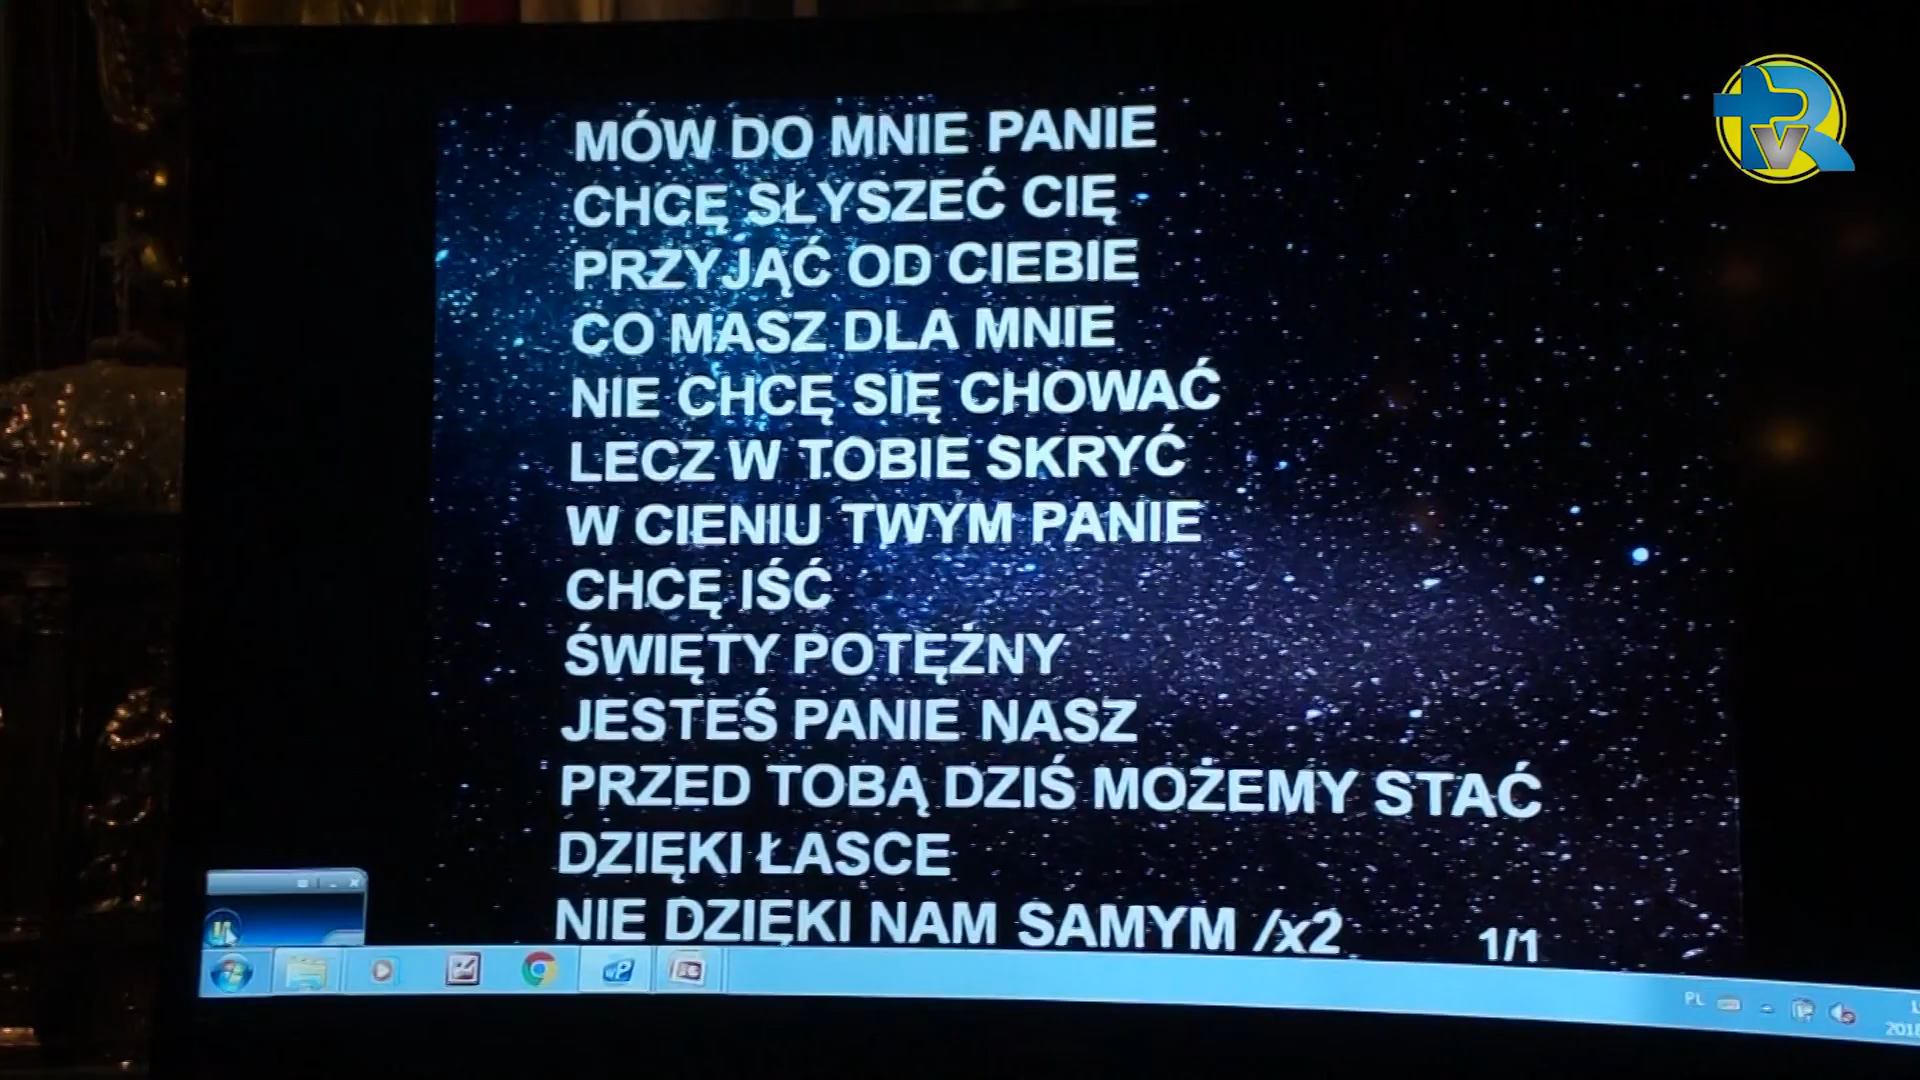 MÓW DO MNIE PANIE
CHCĘ SŁYSZEĆ CIĘ
PRZYJĄĆ OD CIEBIE
CO MASZ DLA MNIE
NIE CHCĘ SIĘ CHOWAĆ
LECZ W TOBIE SKRYĆ
W CIENIU TWYM PANIE
CHCĘ IŚĆ
ŚWIĘTY POTĘŻNY
JESTEŚ PANIE NASZ
PRZED TOBĄ DZIŚ MOŻEMY STAĆ
DZIĘKI ŁASCE
NIE DZIĘKI NAM SAMYM /x2
1/1
PL